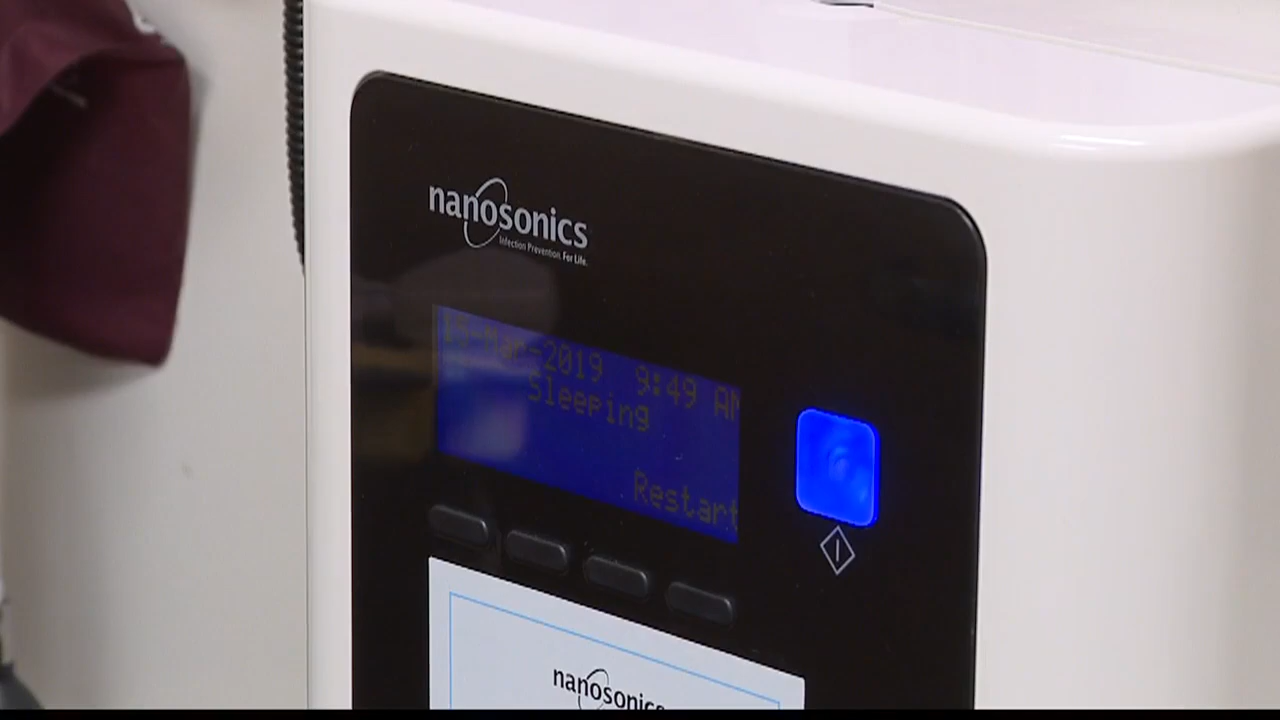 nanosonics
Infection Prevention. For Life.
15-Mar-2019 9:49 AM
Sleeping
Restart
nanosonics